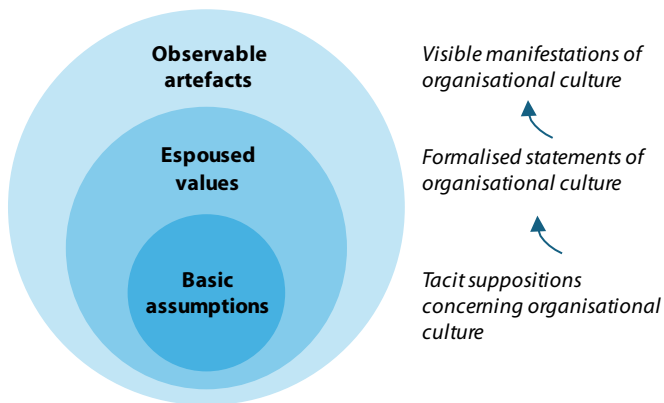 Observable
artefacts
Visible manifestations of
organisational culture
Espoused
values
Formalised statements of
organisational culture
Basic
assumptions
Tacit suppositions
concerning organisational
culture